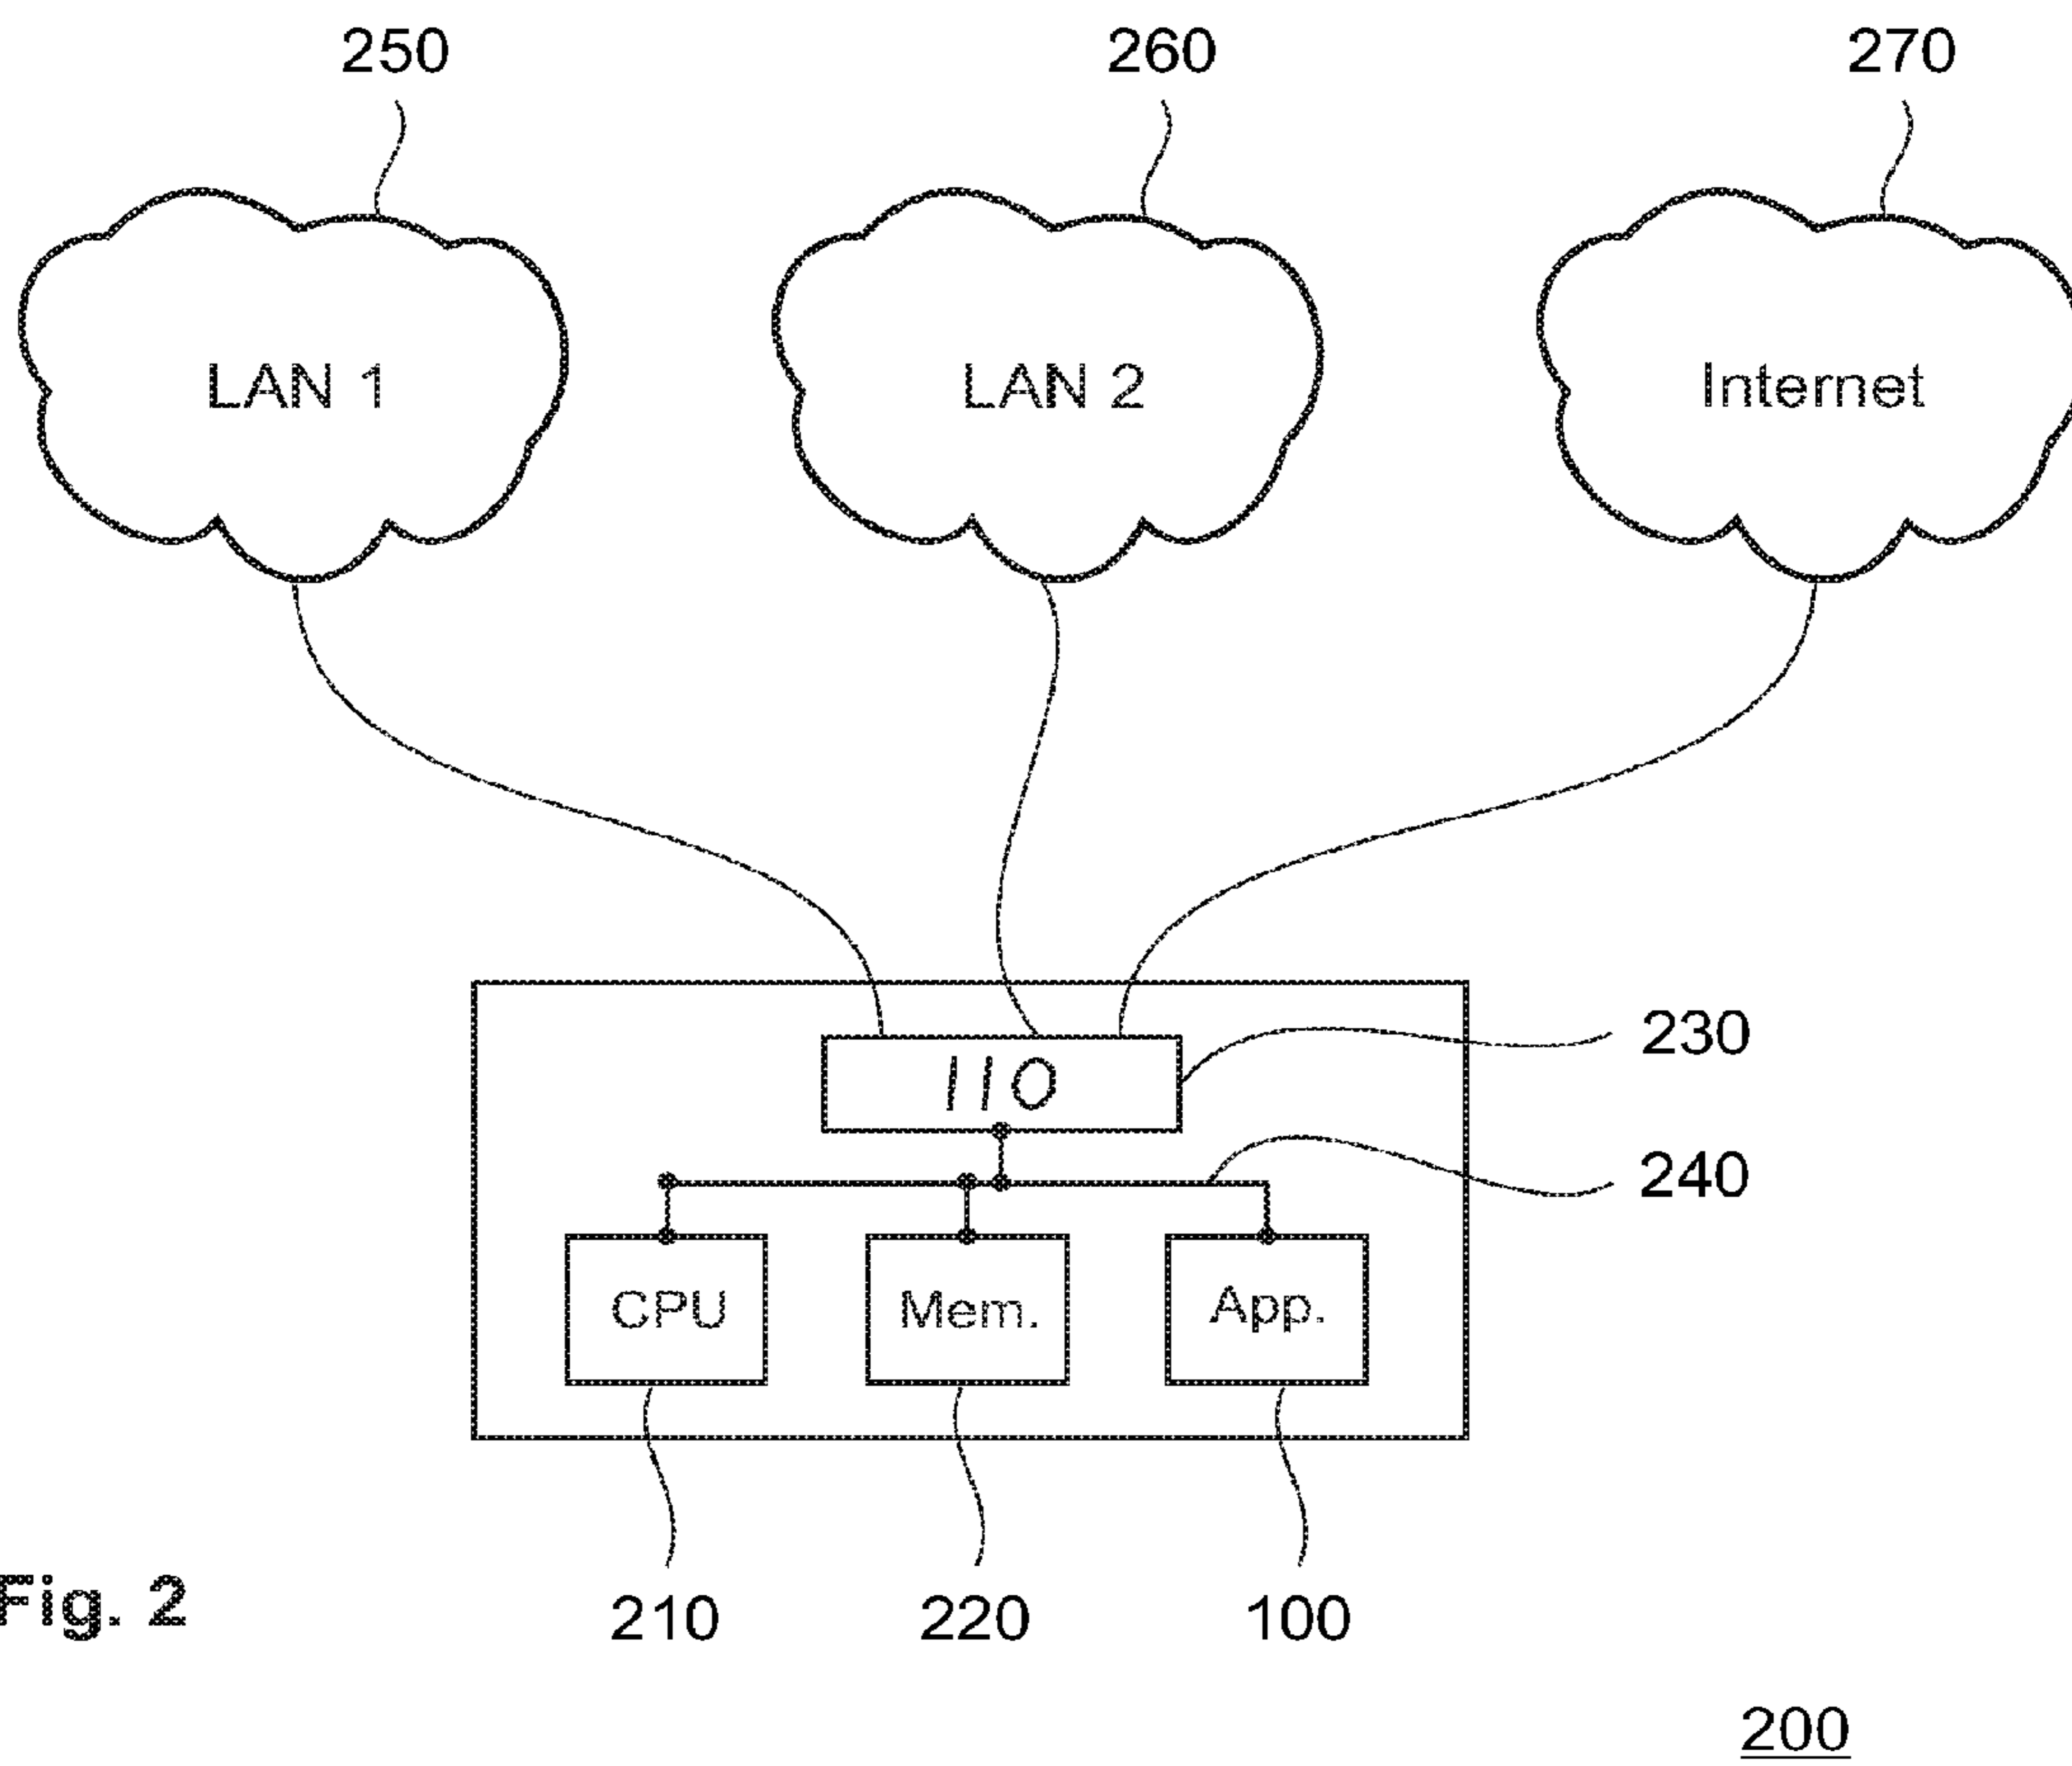 250 260 270
LAN 1 LAN 2 Internet
230
I/O
240
CPU Mem. App.
Fig. 2
210 220 100
200